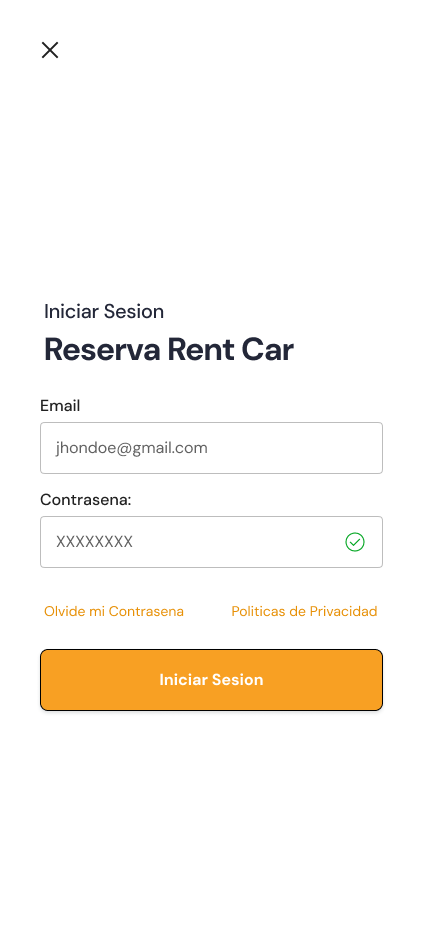 Iniciar Sesion
Reserva Rent Car
Email
jhondoe@gmail.com
Contrasena:
XXXXXXXX
Olvide mi Contrasena Politicas de Privacidad
Iniciar Sesion